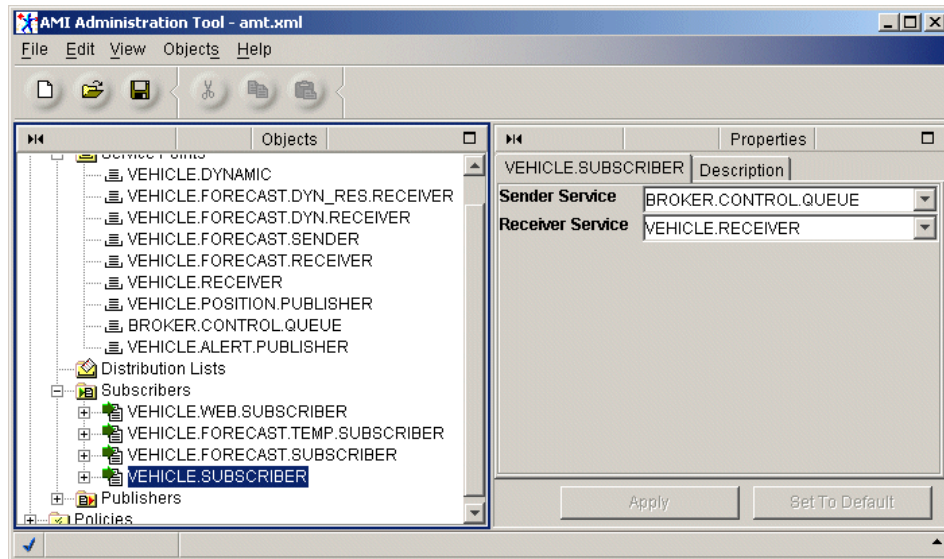 AMI Administration Tool - amt.xml
File Edit View Objects Help
Objects
Service Points
VEHICLE.DYNAMIC
VEHICLE.FORECAST.DYN_RES.RECEIVER
VEHICLE.FORECAST.DYN.RECEIVER
VEHICLE.FORECAST.SENDER
VEHICLE.FORECAST.RECEIVER
VEHICLE.RECEIVER
VEHICLE.POSITION.PUBLISHER
BROKER.CONTROL.QUEUE
VEHICLE.ALERT.PUBLISHER
Distribution Lists
Subscribers
VEHICLE.WEB.SUBSCRIBER
VEHICLE.FORECAST.TEMP.SUBSCRIBER
VEHICLE.FORECAST.SUBSCRIBER
VEHICLE.SUBSCRIBER
Publishers
Policies
Properties
VEHICLE.SUBSCRIBER Description
Sender Service BROKER.CONTROL.QUEUE
Receiver Service VEHICLE.RECEIVER
Apply Set To Default